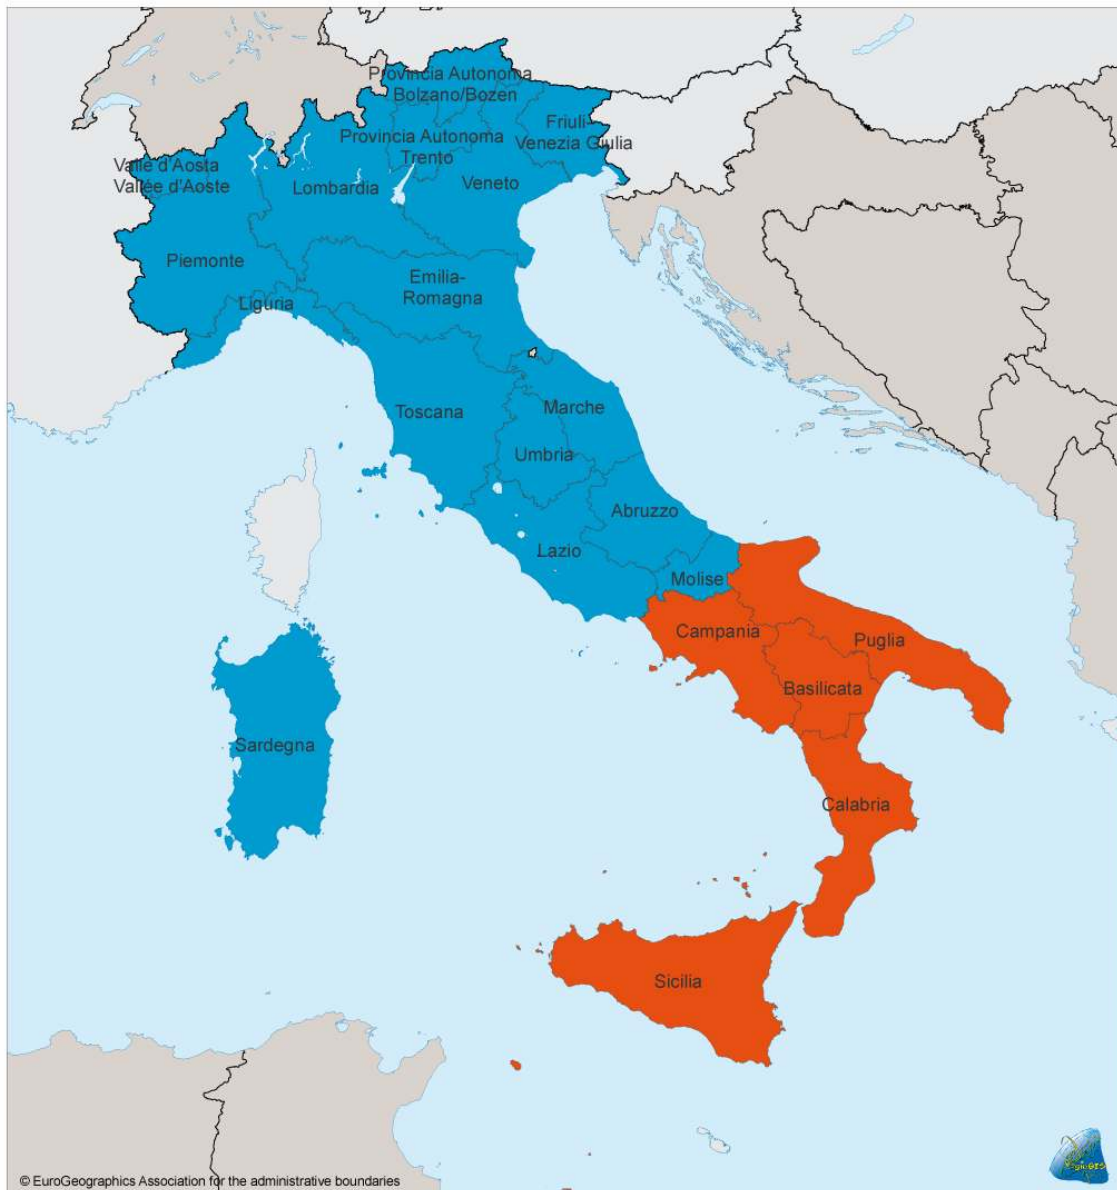 Provincia Autonoma
Bolzano/Bozen
Friuli-
Venezia Giulia
Provincia Autonoma
Trento
Valle d'Aosta
Vallée d'Aoste
Lombardia
Veneto
Piemonte
Emilia-
Romagna
Liguria
Toscana
Marche
Umbria
Abruzzo
Lazio
Molise
Campania
Puglia
Basilicata
Sardegna
Calabria
Sicilia
© EuroGeographics Association for the administrative boundaries